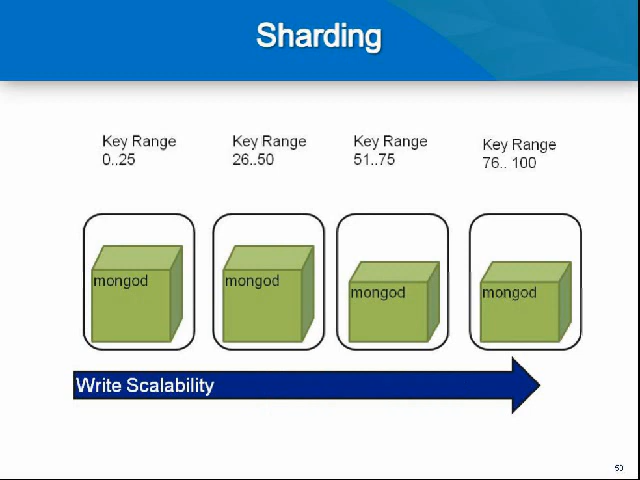 Sharding
Key Range
0..25
Key Range
26..50
Key Range
51..75
Key Range
76.. 100
mongod
mongod
mongod
mongod
Write Scalability
53